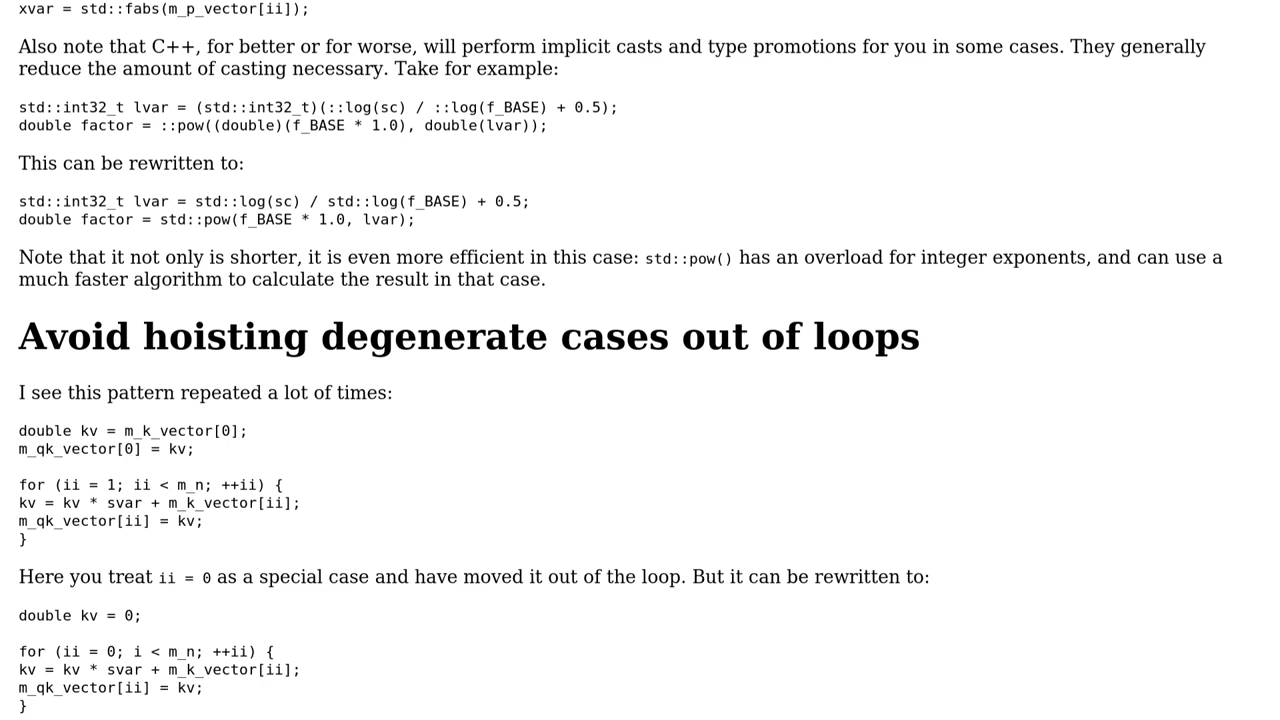 xvar = std::fabs(m_p_vector[ii]);
Also note that C++, for better or for worse, will perform implicit casts and type promotions for you in some cases. They generally
reduce the amount of casting necessary. Take for example:
std::int32_t lvar = (std::int32_t)(::log(sc) / ::log(f_BASE) + 0.5);
double factor = ::pow((double)(f_BASE * 1.0), double(lvar));
This can be rewritten to:
std::int32_t lvar = std::log(sc) / std::log(f_BASE) + 0.5;
double factor = std::pow(f_BASE * 1.0, lvar);
Note that it not only is shorter, it is even more efficient in this case: std::pow() has an overload for integer exponents, and can use a
much faster algorithm to calculate the result in that case.
Avoid hoisting degenerate cases out of loops
I see this pattern repeated a lot of times:
double kv = m_k_vector[0];
m_qk_vector[0] = kv;
for (ii = 1; ii < m_n; ++ii) {
kv = kv * svar + m_k_vector[ii];
m_qk_vector[ii] = kv;
}
Here you treat ii = 0 as a special case and have moved it out of the loop. But it can be rewritten to:
double kv = 0;
for (ii = 0; i < m_n; ++ii) {
kv = kv * svar + m_k_vector[ii];
m_qk_vector[ii] = kv;
}